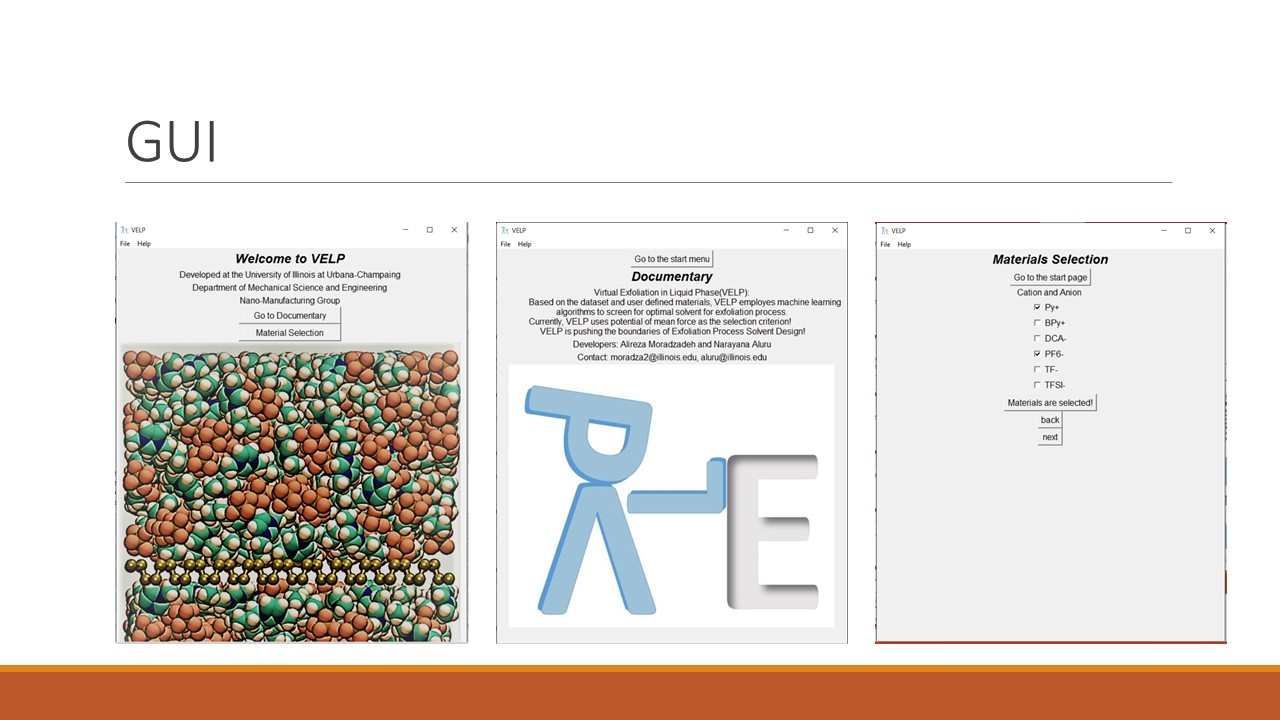 GUI
VELP
File Help
Welcome to VELP
Developed at the University of Illinois at Urbana-Champaing
Department of Mechanical Science and Engineering
Nano-Manufacturing Group
Go to Documentary
Material Selection
VELP
File Help
Go to the start menu
Documentary
Virtual Exfoliation in Liquid Phase(VELP):
Based on the dataset and user defined materials, VELP employes machine learning
algorithms to screen for optimal solvent for exfoliation process.
Currently, VELP uses potential of mean force as the selection criterion!
VELP is pushing the boundaries of Exfoliation Process Solvent Design!
Developers: Alireza Moradzadeh and Narayana Aluru
Contact: moradza2@illinois.edu, aluru@illinois.edu
P
L
E
V
VELP
File Help
Materials Selection
Go to the start page
Cation and Anion
Py+
BPy+
DCA-
PF6-
TF-
TFSI-
Materials are selected!
back
next